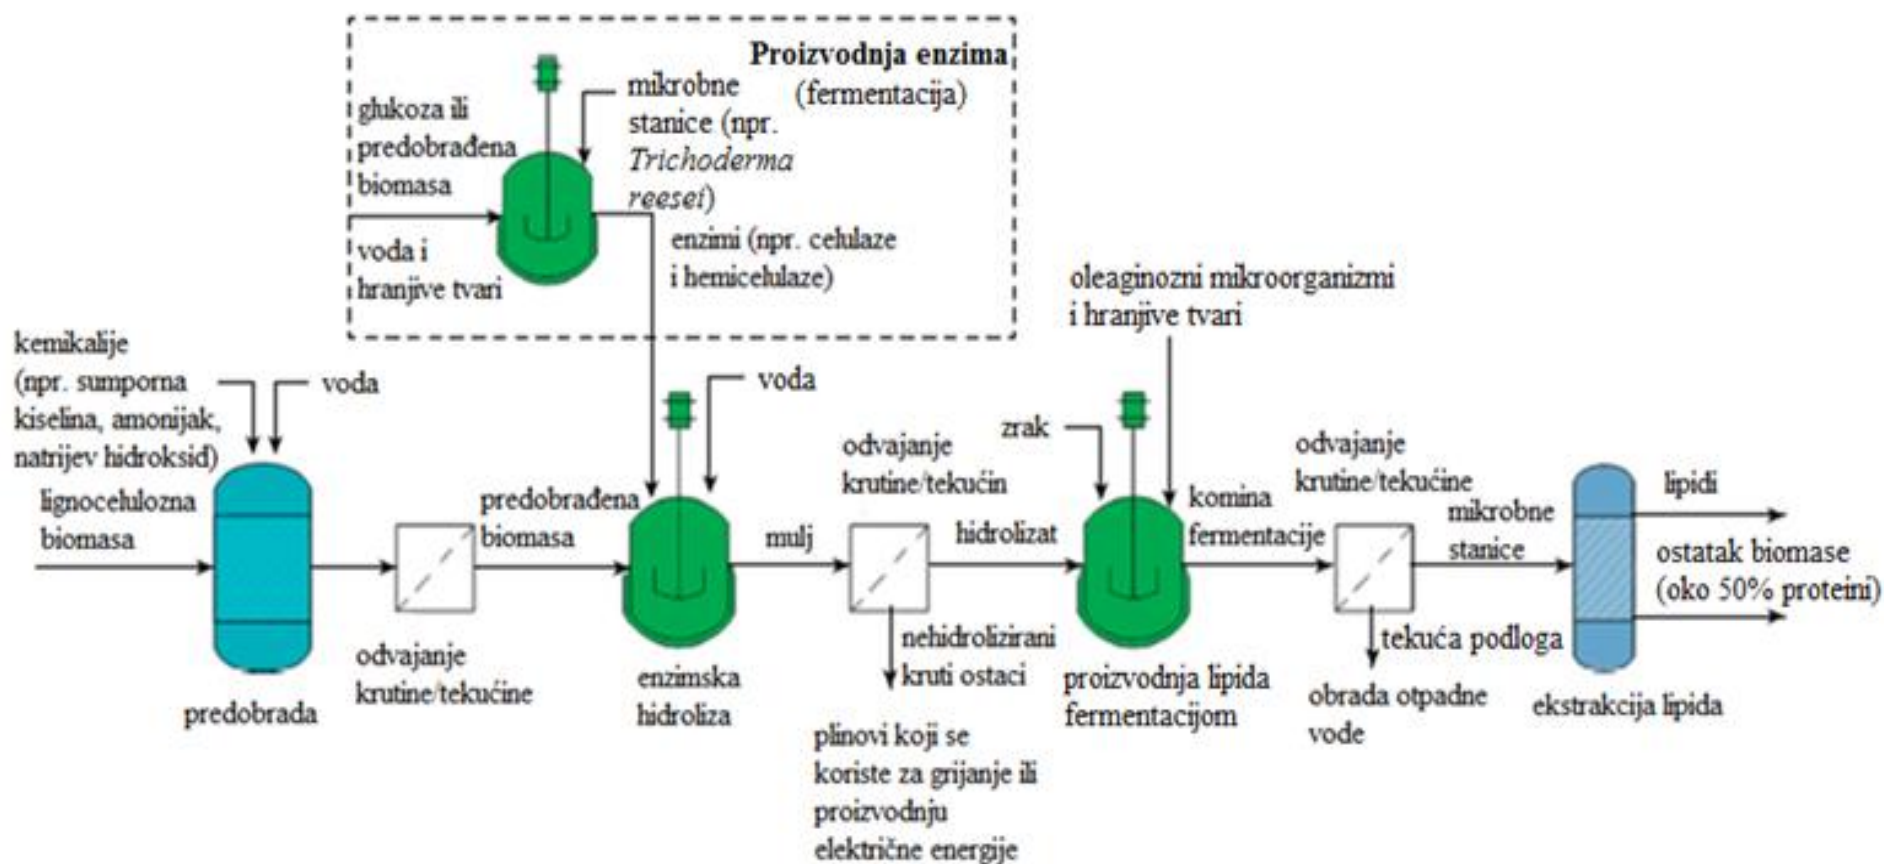 Proizvodnja enzima
(fermentacija)
glukoza ili
predobrađena
biomasa
voda i
hranjive tvari
mikrobne
stanice (npr.
Trichoderma
reesei)
enzimi (npr. celulaze
i hemicelulaze)
kemikalije
(npr. sumporna
kiselina, amonijak,
natrijev hidroksid)
voda
lignocelulozna
biomasa
predobrada
odvajanje
krutine/tekućine
predobrađena
biomasa
voda
enzimska
hidroliza
mulj
odvajanje
krutine/tekućin
nehidrolizirani
kruti ostaci
plinovi koji se
koriste za grijanje ili
proizvodnju
električne energije
hidrolizat
zrak
oleaginozni mikroorganizmi
i hranjive tvari
proizvodnja lipida
fermentacijom
komina
fermentacije
odvajanje
krutine/tekućine
tekuća podloga
obrada otpadne
vode
mikrobne
stanice
ekstrakcija lipida
lipidi
ostatak biomase
(oko 50% proteini)